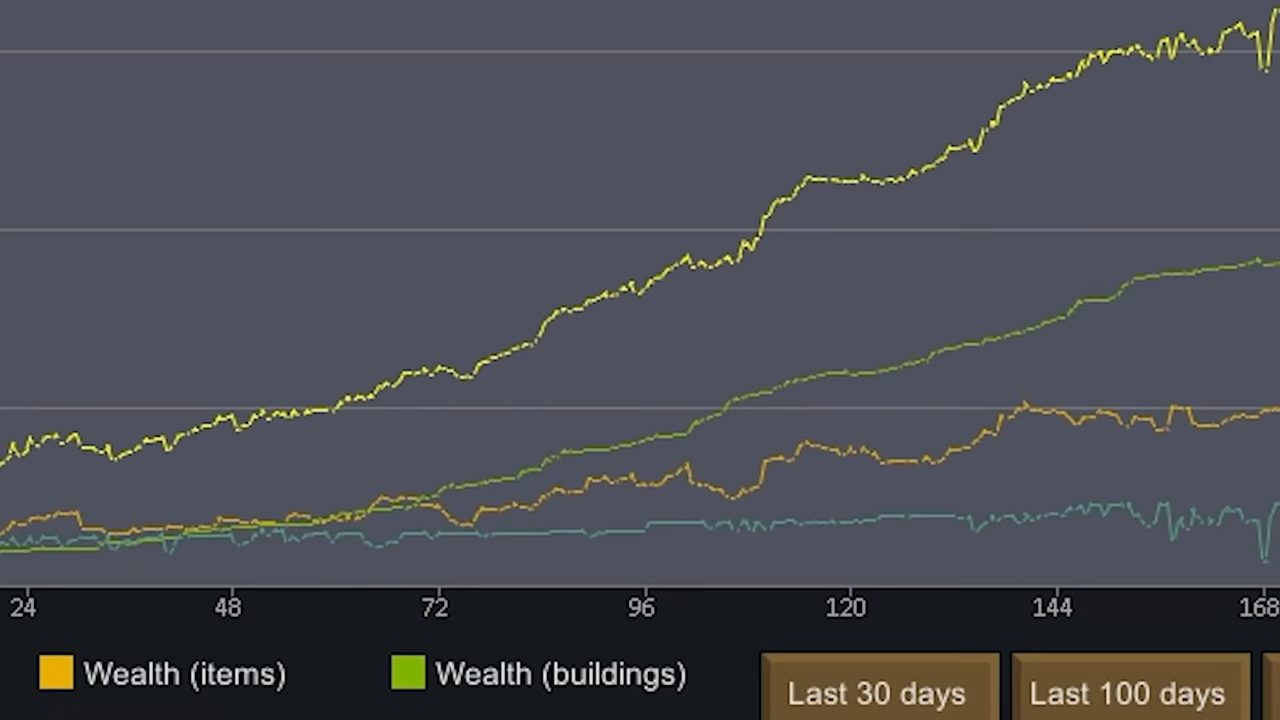 24 48 72 96 120 144 168
Wealth (items) Wealth (buildings)
Last 30 days Last 100 days